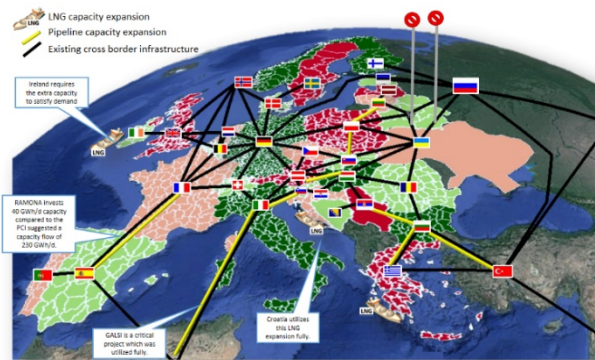 LNG capacity expansion
Pipeline capacity expansion
Existing cross border infrastructure
LNG
Ireland requires
the extra capacity
to satisfy demand
LNG
RAMONA invests
40 GWh/d capacity
compared to the
PCI suggested a
capacity flow of
230 GWh/d.
LNG
GALSI is a critical
project which was
utilized fully.
Croatia utilizes
this LNG
expansion fully.
LNG